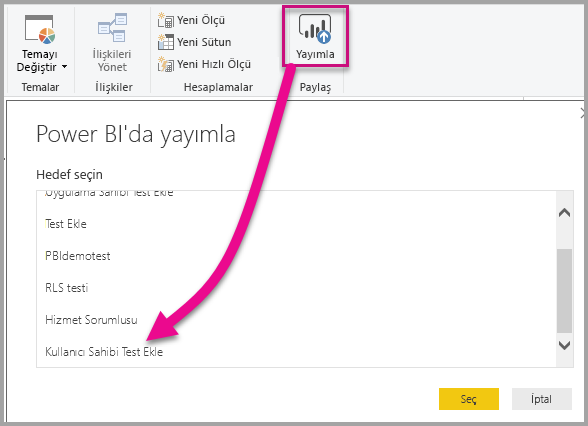 Temayı
Değiştir
Temalar
İlişkileri
Yönet
İlişkiler
Yeni Ölçü
Yeni Sütun
Yeni Hızlı Ölçü
Hesaplamalar
Yayımla
Paylaş
Power BI'da yayımla
Hedef seçin
Uygulama Sahibi Test Ekle
Test Ekle
PBIdemotest
RLS testi
Hizmet Sorumlusu
Kullanıcı Sahibi Test Ekle
Seç
İptal